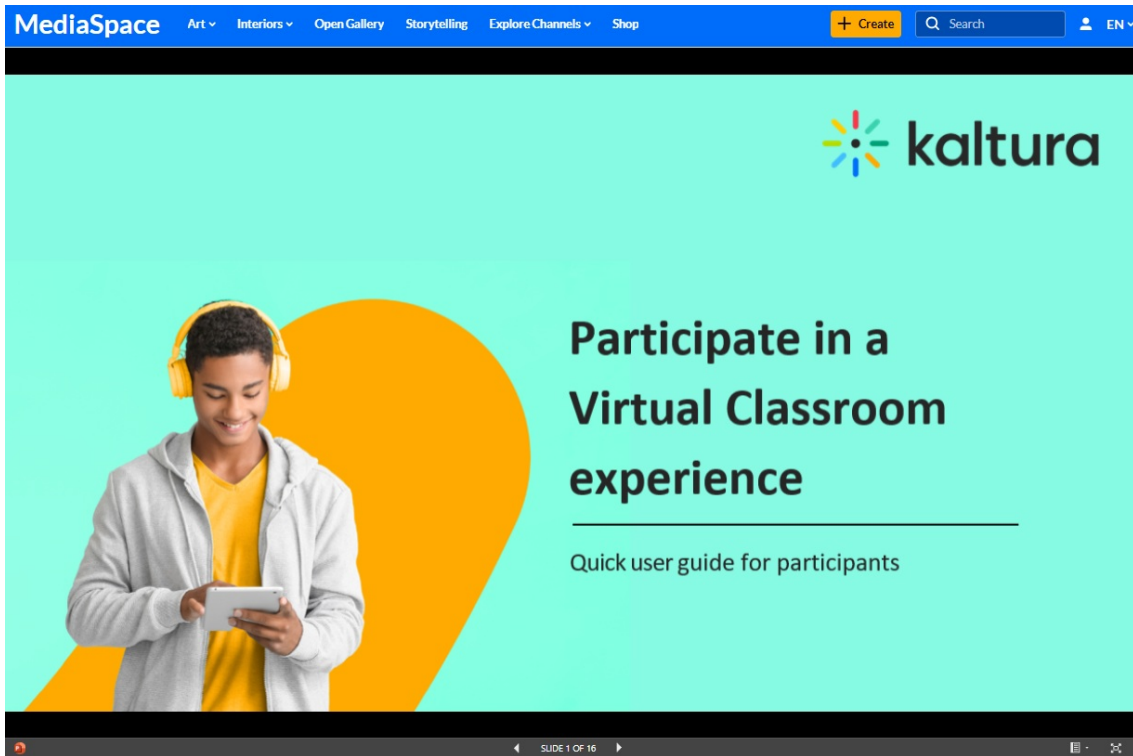 MediaSpace Art Interiors Open Gallery Storytelling Explore Channels Shop + Create Search EN
kaltura
Participate in a
Virtual Classroom
experience
Quick user guide for participants
SLIDE 1 OF 16